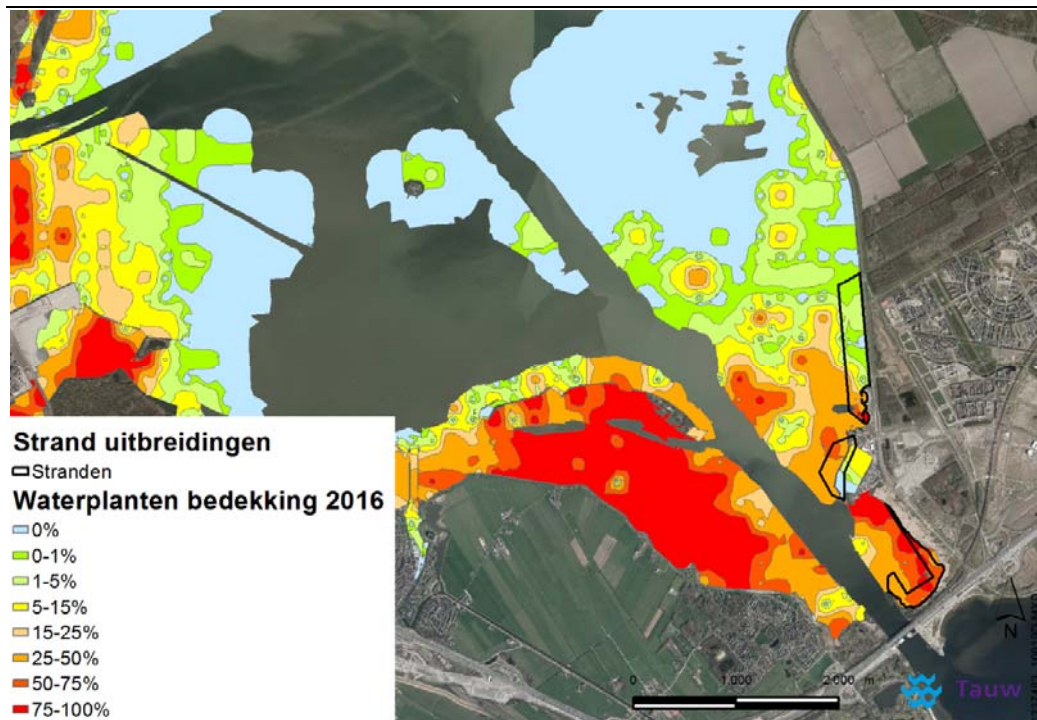 Strand uitbreidingen
Stranden
Waterplanten bedekking 2016
0%
0-1%
1-5%
5-15%
15-25%
25-50%
50-75%
75-100%
0 1.000 2.000 m
N
Tauw